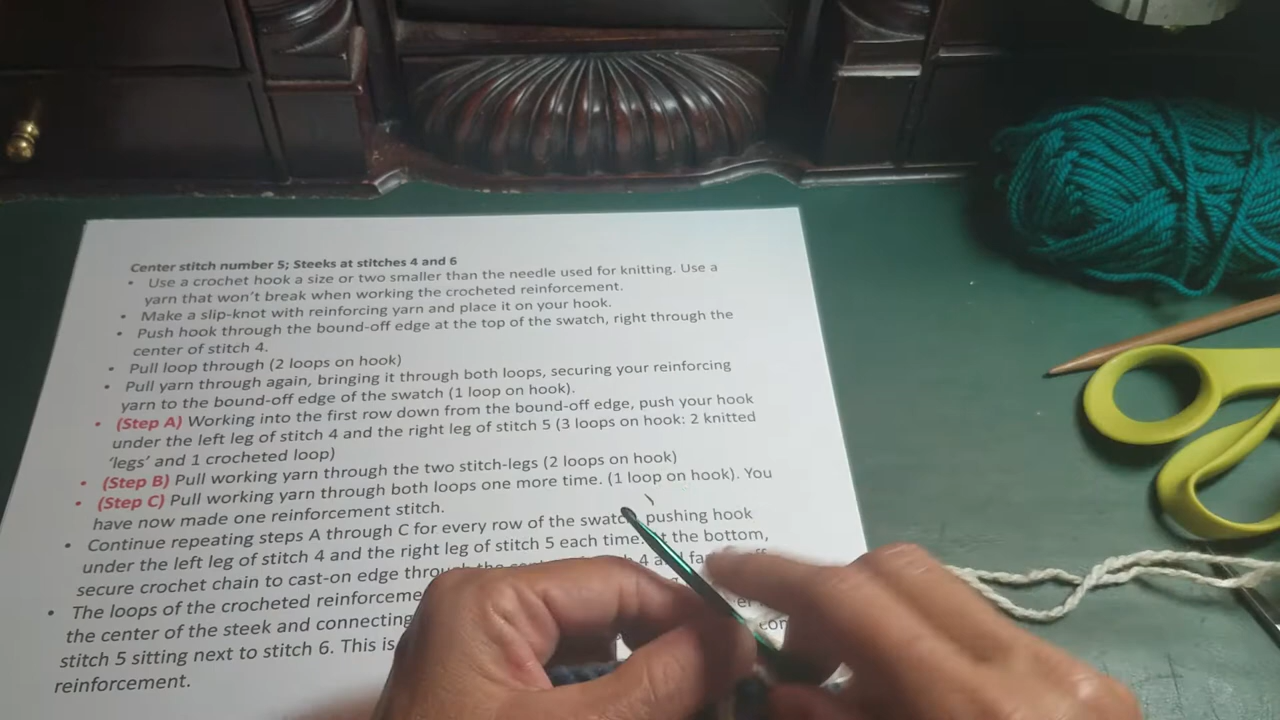 Center stitch number 5; Steeks at stitches 4 and 6
• Use a crochet hook a size or two smaller than the needle used for knitting. Use a
yarn that won't break when working the crocheted reinforcement.
• Make a slip-knot with reinforcing yarn and place it on your hook.
• Push hook through the bound-off edge at the top of the swatch, right through the
center of stitch 4.
• Pull loop through (2 loops on hook)
• Pull yarn through again, bringing it through both loops, securing your reinforcing
yarn to the bound-off edge of the swatch (1 loop on hook).
• (Step A) Working into the first row down from the bound-off edge, push your hook
under the left leg of stitch 4 and the right leg of stitch 5 (3 loops on hook: 2 knitted
'legs' and 1 crocheted loop)
• (Step B) Pull working yarn through the two stitch-legs (2 loops on hook)
• (Step C) Pull working yarn through both loops one more time. (1 loop on hook). You
have now made one reinforcement stitch.
• Continue repeating steps A through C for every row of the swatch, pushing hook
under the left leg of stitch 4 and the right leg of stitch 5 each time. At the bottom,
secure crochet chain to cast-on edge 4
• The loops of the crocheted
the center of the steek and connecting
stitch 5 sitting next to stitch 6. This is
reinforcement.